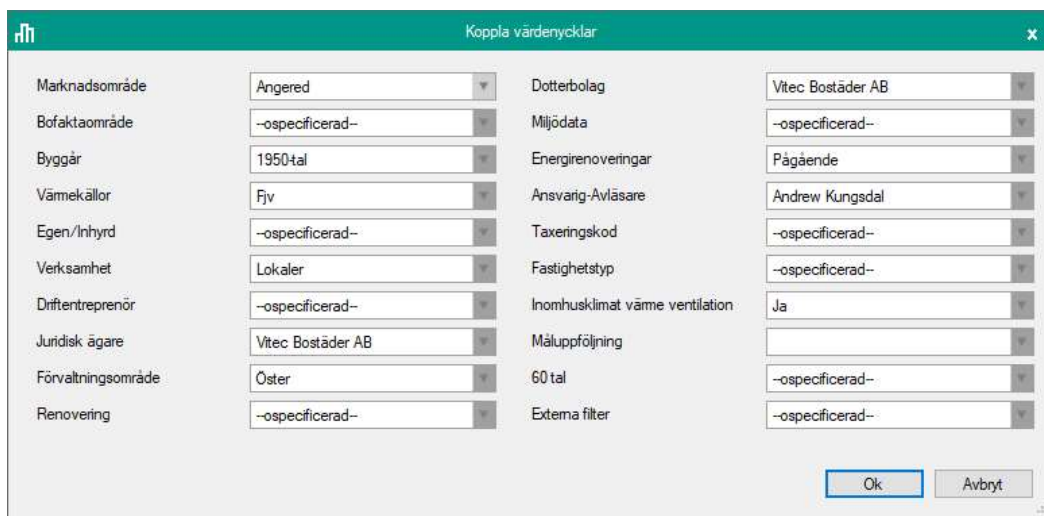 Koppla värdenycklar x
Marknadsområde Angered Dotterbolag Vitec Bostäder AB
Bofaktaområde --ospecificerad-- Miljödata --ospecificerad--
Byggår 1950-tal Energirenoveringar Pågående
Värmekällor Fjv Ansvarig-Avläsare Andrew Kungsdal
Egen/Inhyrd --ospecificerad-- Taxeringskod --ospecificerad--
Verksamhet Lokaler Fastighetstyp --ospecificerad--
Driftentreprenör --ospecificerad-- Inomhusklimat värme ventilation Ja
Juridisk ägare Vitec Bostäder AB Måluppföljning
Förvaltningsområde Öster 60 tal --ospecificerad--
Renovering --ospecificerad-- Externa filter --ospecificerad--
Ok Avbryt